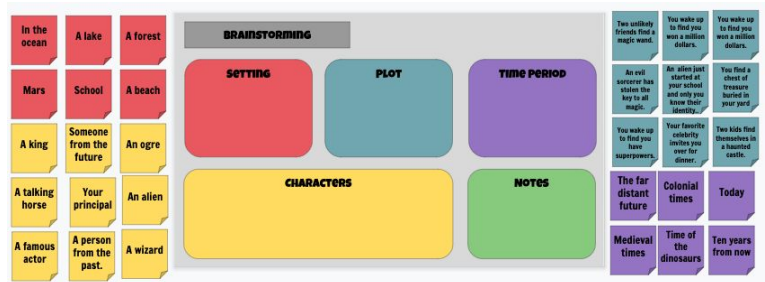 In the
ocean
A lake
A forest
Mars
School
A beach
A king
Someone
from the
future
An ogre
A talking
horse
Your
principal
An alien
A famous
actor
A person
from the
past.
A wizard
BRAINSTORMING
SETTING
PLOT
TIME PERIOD
CHARACTERS
NOTES
Two unlikely
friends find a
magic wand.
You wake up
to find you
won a million
dollars.
You wake up
to find you
won a million
dollars.
An evil
sorcerer has
stolen the
key to all
magic.
An alien just
started at
your school
and only you
know their
identity..
You find a
chest of
treasure
buried in
your yard
You wake up
to find you
have
superpowers.
Your favorite
celebrity
invites you
over for
dinner.
Two kids find
themselves in
a haunted
castle.
The far
distant
future
Colonial
times
Today
Medieval
times
Time of
the
dinosaurs
Ten years
from now